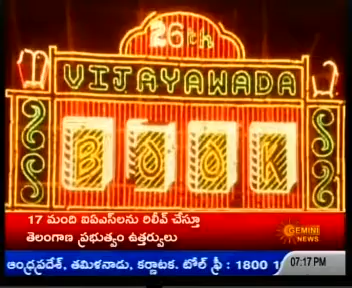 26th
VIJAYAWADA
BOOK
17 మంది ఐపిఎస్‌లను రిలీవ్ చేస్తూ
తెలంగాణ ప్రభుత్వం ఉత్తర్వులు
GEMINI
NEWS
ఆంధ్రప్రదేశ్, తమిళనాడు, కర్ణాటక. టోల్ ఫ్రీ : 1800 1
07:17 PM